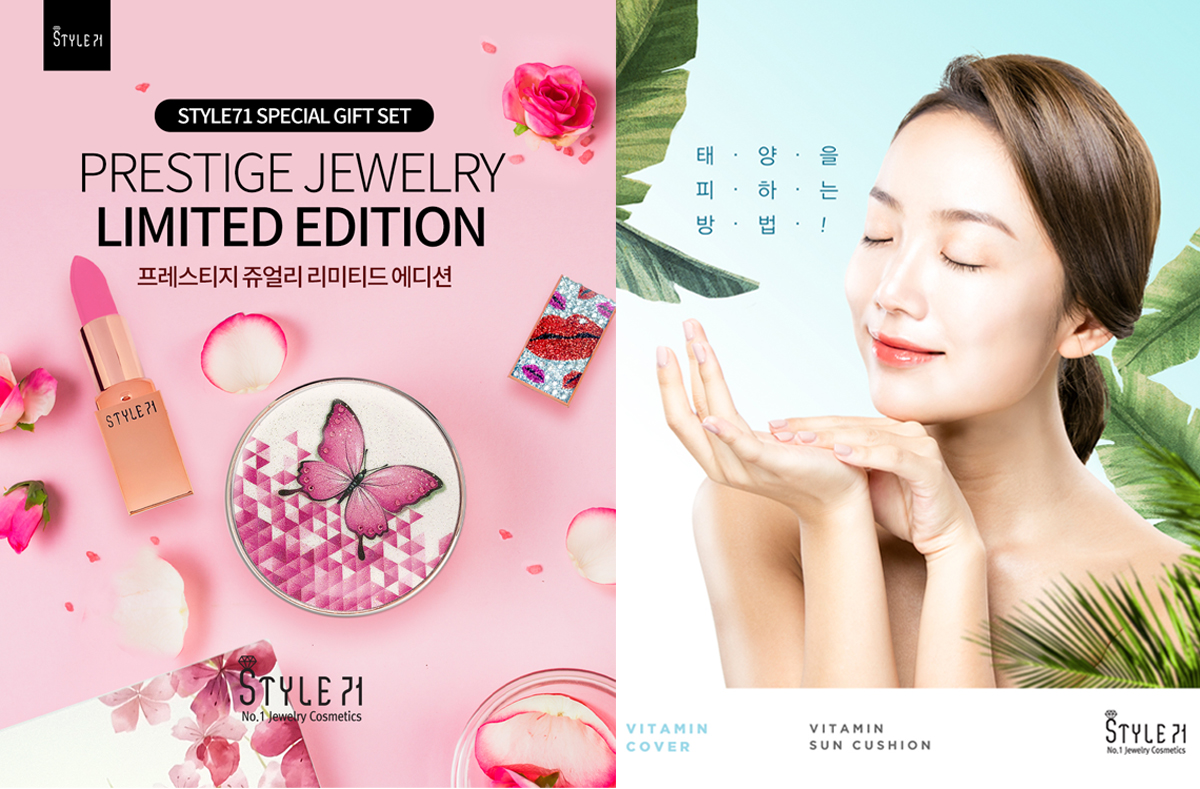 STYLE71
STYLE71 SPECIAL GIFT SET
PRESTIGE JEWELRY
LIMITED EDITION
프레스티지 쥬얼리 리미티드 에디션
STYLE71
STYLE71
No.1 Jewelry Cosmetics
태·양·을
피·하·는
방·법·!
VITAMIN
COVER
VITAMIN
SUN CUSHION
STYLE71
No.1 Jewelry Cosmetics